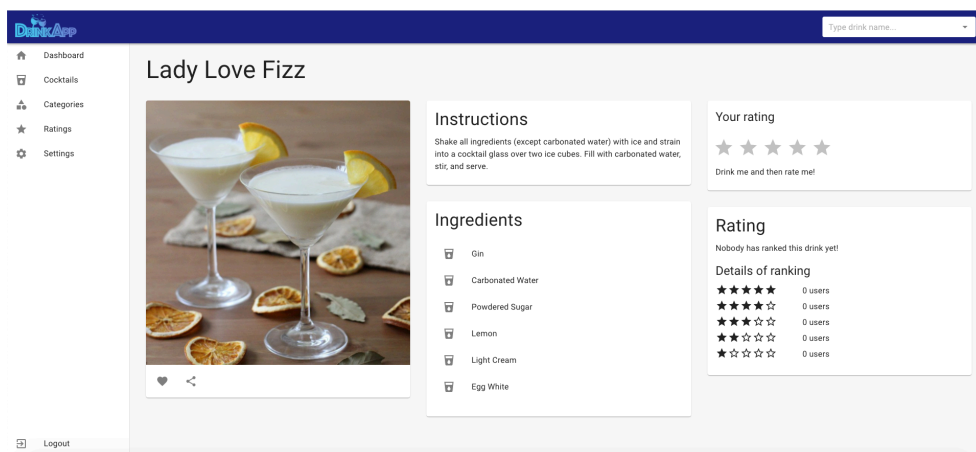 DrinkApp
Type drink name...
Dashboard
Cocktails
Categories
Ratings
Settings
Logout
Lady Love Fizz
Instructions
Shake all ingredients (except carbonated water) with ice and strain
into a cocktail glass over two ice cubes. Fill with carbonated water,
stir, and serve.
Ingredients
Gin
Carbonated Water
Powdered Sugar
Lemon
Light Cream
Egg White
Your rating
Drink me and then rate me!
Rating
Nobody has ranked this drink yet!
Details of ranking
0 users
0 users
0 users
0 users
0 users